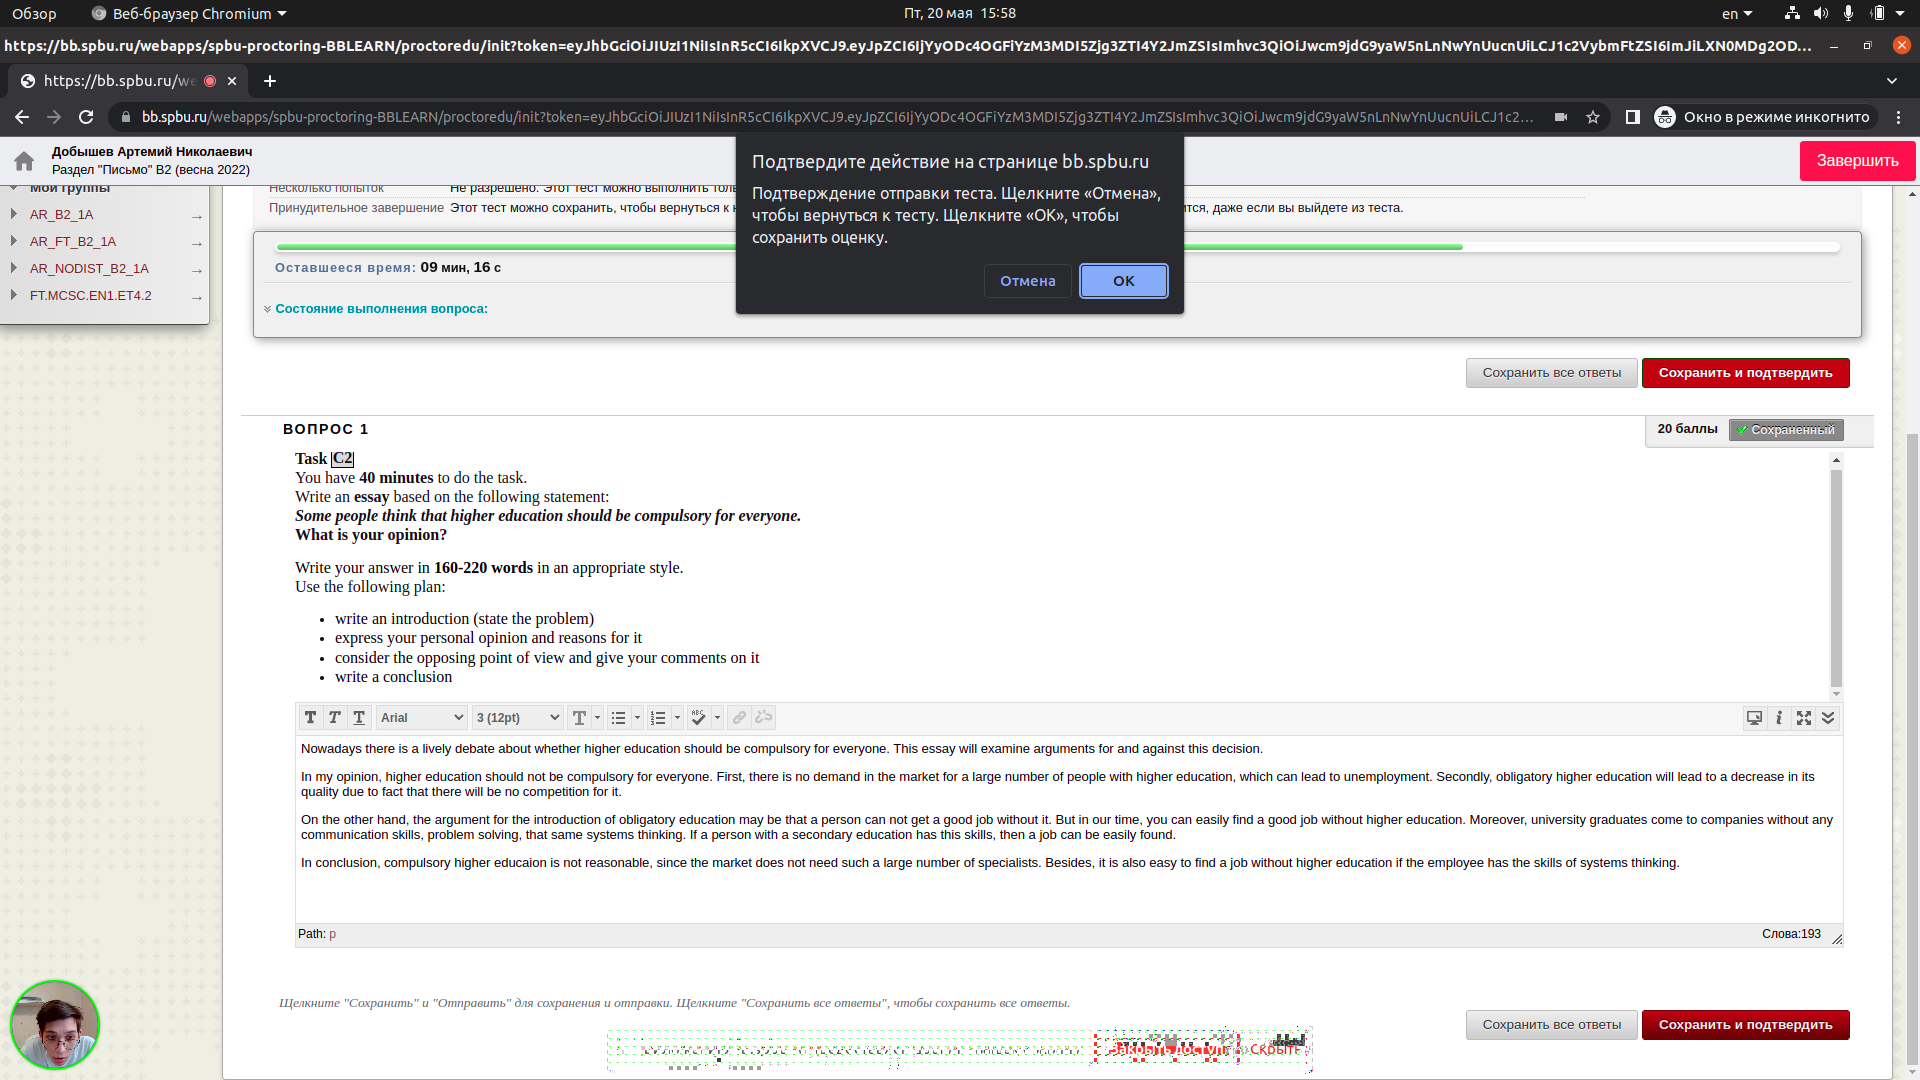 Обзор
Веб-браузер Chromium
Пт, 20 мая 15:58
en
https://bb.spbu.ru/webapps/spbu-proctoring-BBLEARN/proctoredu/init?token=eyJhbGciOiJIUzI1NiIsInR5cCI6IkpXVCJ9.eyJpZCI6IjYyODc4OGFiYzM3MDI5Zjg3ZTI4Y2JmZSIsImhvc3QiOiJwcm9jdG9yaW5nLnNwYnUucnUiLCJ1c2VybmFtZSI6ImJiLXN0MDg2OD...
https://bb.spbu.ru/we
bb.spbu.ru/webapps/spbu-proctoring-BBLEARN/proctoredu/init?token=eyJhbGciOiJIUzI1NiIsInR5cCI6IkpXVCJ9.eyJpZCI6IjYyODc4OGFiYzM3MDI5Zjg3ZTI4Y2JmZSIsImhvc3QiOiJwcm9jdG9yaW5nLnNwYnUucnUiLCJ1c2...
Окно в режиме инкогнито
Добышев Артемий Николаевич
Раздел "Письмо" B2 (весна 2022)
Завершить
Подтвердите действие на странице bb.spbu.ru
Подтверждение отправки теста. Щелкните «Отмена»,
чтобы вернуться к тесту. Щелкните «ОК», чтобы
сохранить оценку.
Отмена
ОК
Мои группы
AR_B2_1A
AR_FT_B2_1A
AR_NODIST_B2_1A
FT.MCSC.EN1.ET4.2
Несколько попыток Не разрешено. Этот тест можно выполнить толь
Принудительное завершение Этот тест можно сохранить, чтобы вернуться к н
ится, даже если вы выйдете из теста.
Оставшееся время: 09 мин, 16 с
Состояние выполнения вопроса:
Сохранить все ответы
Сохранить и подтвердить
ВОПРОС 1
20 баллы
Сохраненный
Task C2
You have 40 minutes to do the task.
Write an essay based on the following statement:
Some people think that higher education should be compulsory for everyone.
What is your opinion?
Write your answer in 160-220 words in an appropriate style.
Use the following plan:
• write an introduction (state the problem)
• express your personal opinion and reasons for it
• consider the opposing point of view and give your comments on it
• write a conclusion
T T T Arial 3 (12pt) T ABC
Nowadays there is a lively debate about whether higher education should be compulsory for everyone. This essay will examine arguments for and against this decision.
In my opinion, higher education should not be compulsory for everyone. First, there is no demand in the market for a large number of people with higher education, which can lead to unemployment. Secondly, obligatory higher education will lead to a decrease in its
quality due to fact that there will be no competition for it.
On the other hand, the argument for the introduction of obligatory education may be that a person can not get a good job without it. But in our time, you can easily find a good job without higher education. Moreover, university graduates come to companies without any
communication skills, problem solving, that same systems thinking. If a person with a secondary education has this skills, then a job can be easily found.
In conclusion, compulsory higher educaion is not reasonable, since the market does not need such a large number of specialists. Besides, it is also easy to find a job without higher education if the employee has the skills of systems thinking.
Path: p
Слова:193
Щелкните "Сохранить" и "Отправить" для сохранения и отправки. Щелкните "Сохранить все ответы", чтобы сохранить все ответы.
Сохранить все ответы
Сохранить и подтвердить
Закрыть доступ
Скрыть